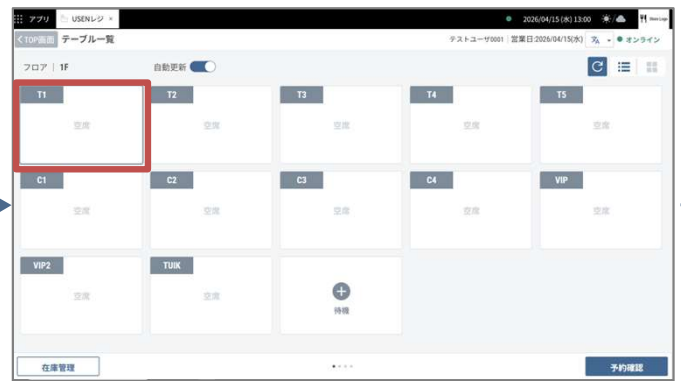 アプリ USENレジ × 2026/04/15 (水) 13:00
<TOP画面 テーブル一覧 テストユーザ0001 営業日:2026/04/15(水) オンライン
フロア 1F 自動更新
T1 T2 T3 T4 T5
空席 空席 空席 空席 空席
C1 C2 C3 C4 VIP
空席 空席 空席 空席 空席
VIP2 TUIK
空席 空席 待機
在庫管理 予約確認